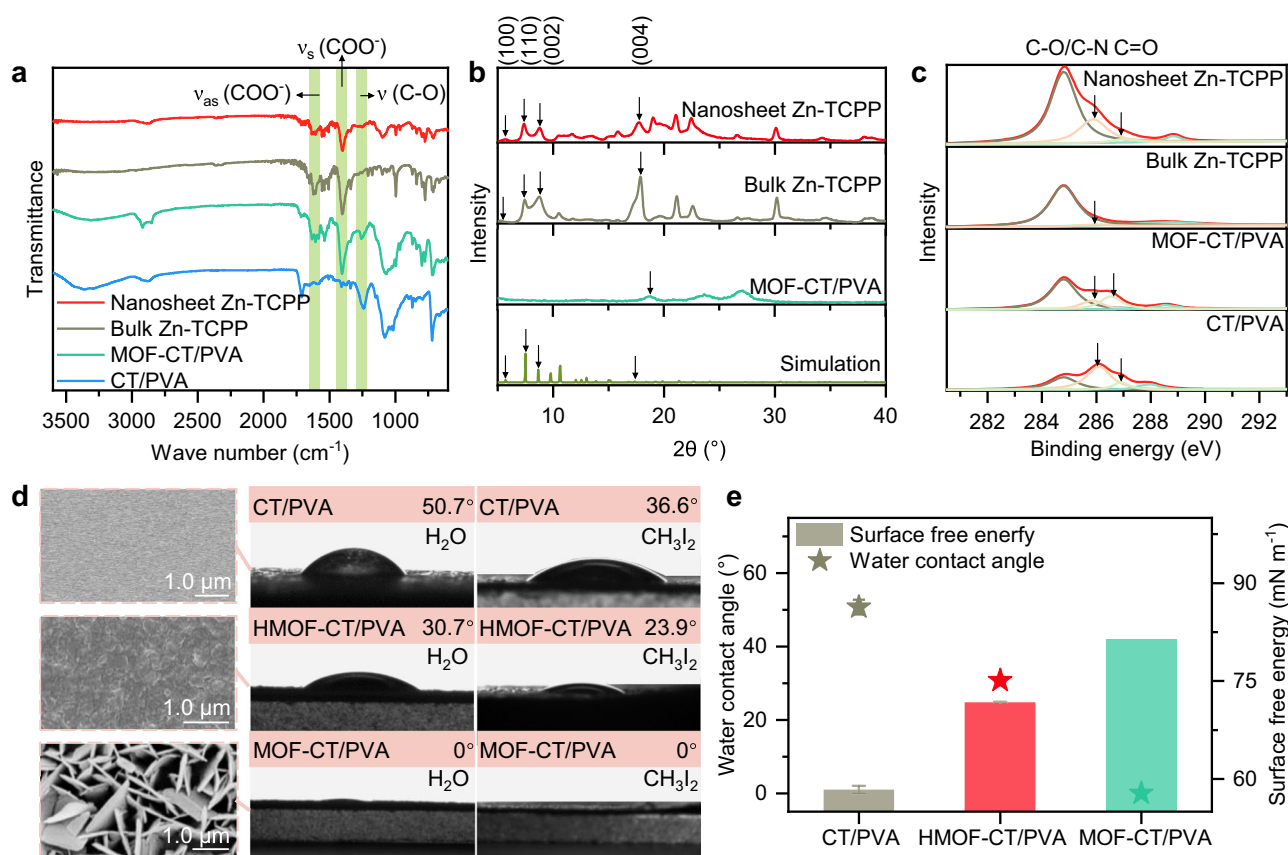 a
ν_s (COO⁻)
ν_as (COO⁻)
ν (C-O)
Transmittance
Nanosheet Zn-TCPP
Bulk Zn-TCPP
MOF-CT/PVA
CT/PVA
3500 2500 2000 1500 1000
Wave number (cm⁻¹)
b
(100) (110) (002) (004)
Nanosheet Zn-TCPP
Bulk Zn-TCPP
MOF-CT/PVA
Simulation
Intensity
10 20 30 40
2θ (°)
c
C-O/C-N C=O
Nanosheet Zn-TCPP
Bulk Zn-TCPP
MOF-CT/PVA
CT/PVA
Intensity
282 284 286 288 290 292
Binding energy (eV)
d
1.0 μm
CT/PVA 50.7°
H₂O
CT/PVA 36.6°
CH₃I₂
1.0 μm
HMOF-CT/PVA 30.7°
H₂O
HMOF-CT/PVA 23.9°
CH₃I₂
1.0 μm
MOF-CT/PVA 0°
H₂O
MOF-CT/PVA 0°
CH₃I₂
e
Surface free enerfy
Water contact angle
Water contact angle (°)
60
40
20
0
Surface free energy (mN m⁻¹)
90
75
60
CT/PVA HMOF-CT/PVA MOF-CT/PVA